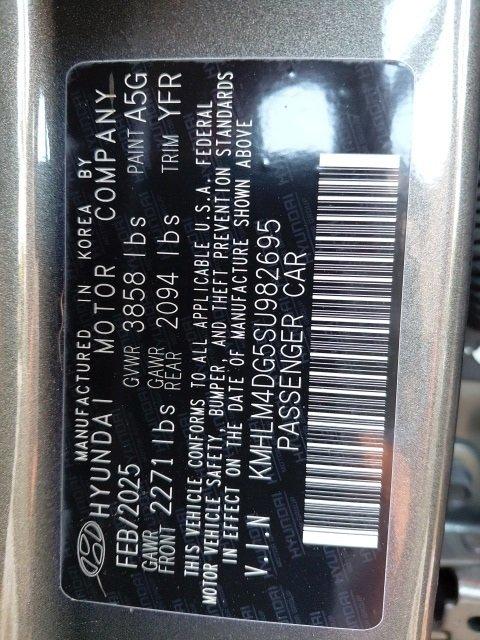 MANUFACTURED IN KOREA BY
HYUNDAI MOTOR COMPANY
FEB/2025 GVWR 3858 lbs PAINT A5G
GAWR FRONT 2271 lbs GAWR REAR 2094 lbs TRIM YFR
THIS VEHICLE CONFORMS TO ALL APPLICABLE U.S.A. FEDERAL
MOTOR VEHICLE SAFETY, BUMPER, AND THEFT PREVENTION STANDARDS
IN EFFECT ON THE DATE OF MANUFACTURE SHOWN ABOVE
V.I.N KMHLM4DG5SU982695
PASSENGER CAR